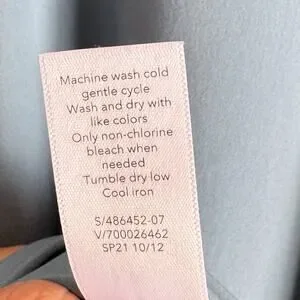 Machine wash cold
gentle cycle
Wash and dry with
like colors
Only non-chlorine
bleach when
needed
Tumble dry low
Cool iron
S/486452-07
V/700026462
SP21 10/12